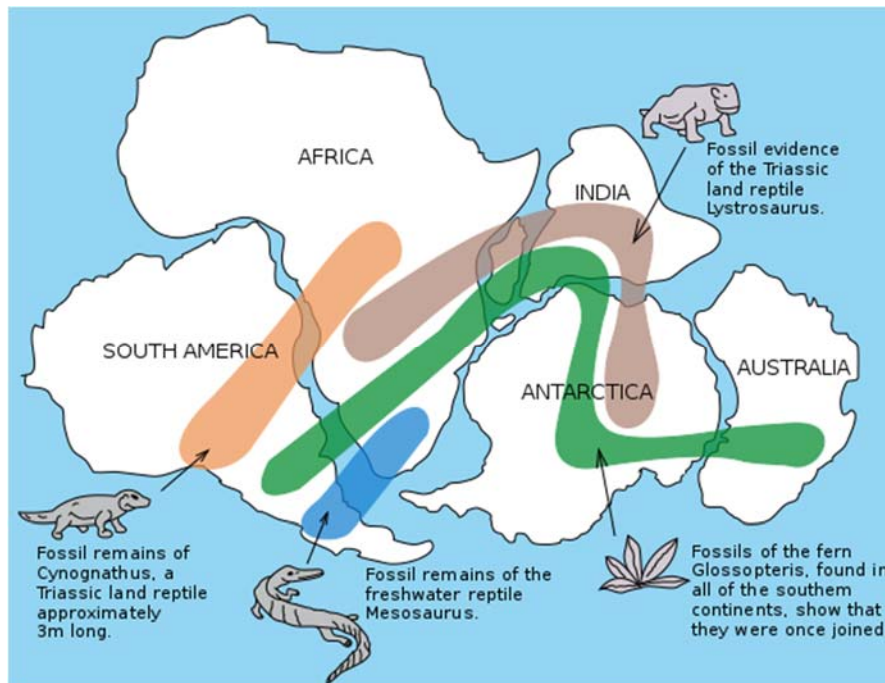 AFRICA
INDIA
Fossil evidence
of the Triassic
land reptile
Lystrosaurus.
SOUTH AMERICA
ANTARCTICA
AUSTRALIA
Fossil remains of
Cynognathus, a
Triassic land reptile
approximately
3m long.
Fossil remains of the
freshwater reptile
Mesosaurus.
Fossils of the fern
Glossopteris, found in
all of the southem
continents, show that
they were once joined